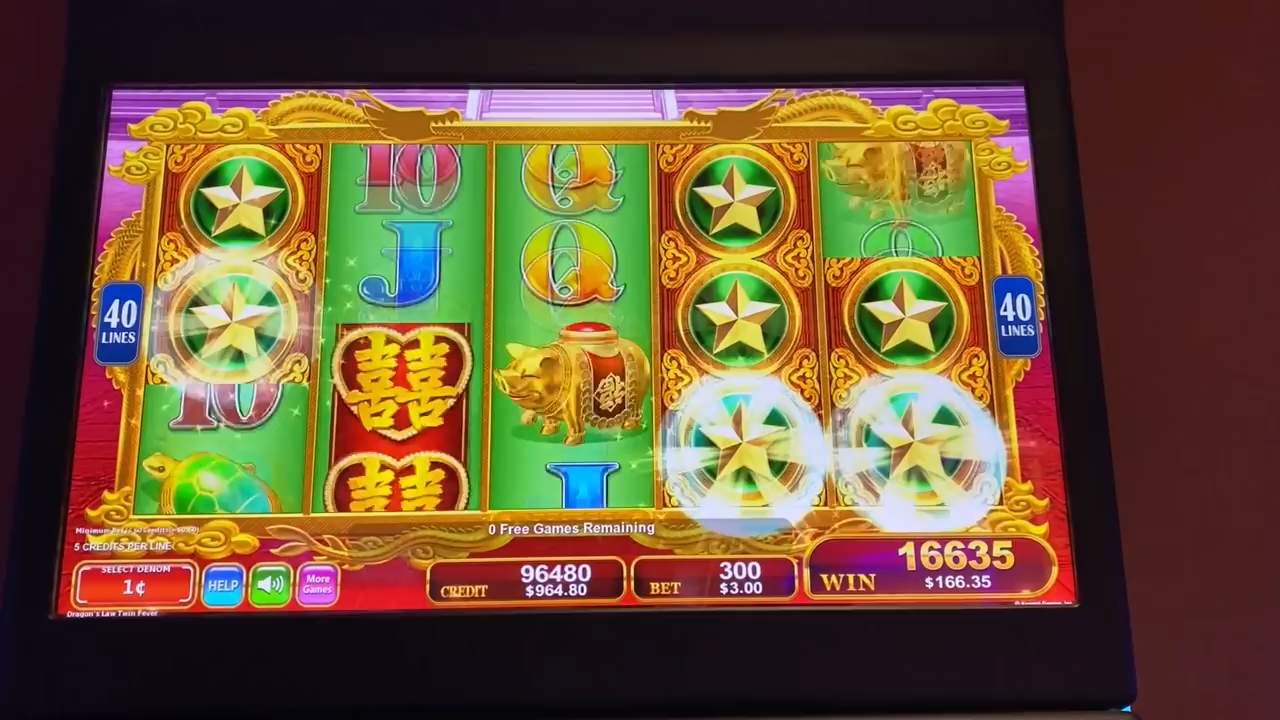 10
Q
J
Q
40
LINES
40
LINES
囍
10
囍
J
Minimum Bet
5 CREDITS PER LINE
0 Free Games Remaining
SELECT DENOM
1¢
HELP
More
Games
CREDIT
96480
$964.80
BET
300
$3.00
WIN
16635
$166.35
Dragon's Law Twin Fever